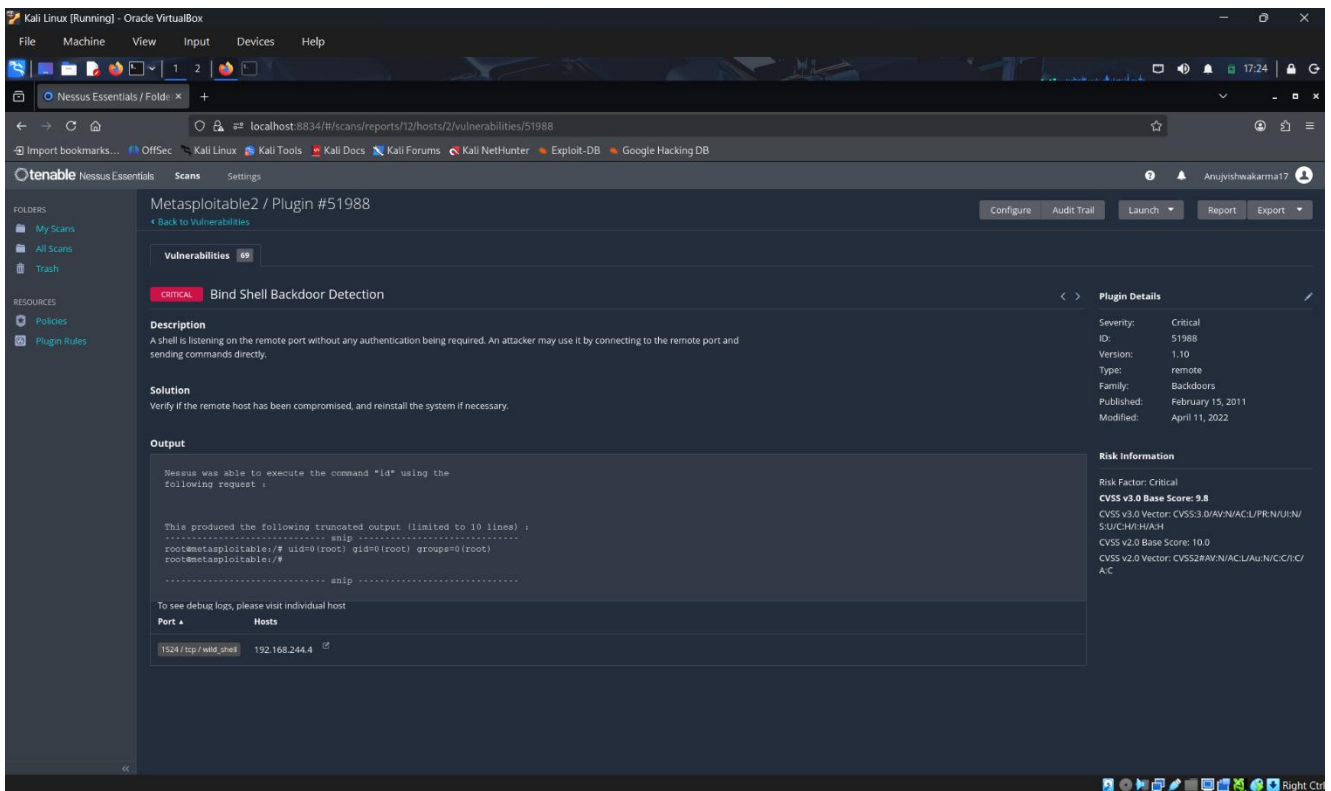 Kali Linux [Running] - Oracle VirtualBox
File Machine View Input Devices Help
1 2 17:24
Nessus Essentials / Folde
localhost:8834/#/scans/reports/12/hosts/2/vulnerabilities/51988
Import bookmarks... OffSec Kali Linux Kali Tools Kali Docs Kali Forums Kali NetHunter Exploit-DB Google Hacking DB
tenable Nessus Essentials Scans Settings Anujvishwakarma17
FOLDERS
My Scans
All Scans
Trash
RESOURCES
Policies
Plugin Rules
Metasploitable2 / Plugin #51988
< Back to Vulnerabilities
Configure Audit Trail Launch Report Export
Vulnerabilities 69
CRITICAL Bind Shell Backdoor Detection
Description
A shell is listening on the remote port without any authentication being required. An attacker may use it by connecting to the remote port and
sending commands directly.
Solution
Verify if the remote host has been compromised, and reinstall the system if necessary.
Output
Nessus was able to execute the command "id" using the
following request :
This produced the following truncated output (limited to 10 lines) :
------------------------------ snip ------------------------------
root@metasploitable:/# uid=0(root) gid=0(root) groups=0(root)
root@metasploitable:/#
------------------------------ snip ------------------------------
To see debug logs, please visit individual host
Port Hosts
1524 / tcp / wild_shell 192.168.244.4
Plugin Details
Severity: Critical
ID: 51988
Version: 1.10
Type: remote
Family: Backdoors
Published: February 15, 2011
Modified: April 11, 2022
Risk Information
Risk Factor: Critical
CVSS v3.0 Base Score: 9.8
CVSS v3.0 Vector: CVSS:3.0/AV:N/AC:L/PR:N/UI:N/
S:U/C:H/I:H/A:H
CVSS v2.0 Base Score: 10.0
CVSS v2.0 Vector: CVSS2#AV:N/AC:L/Au:N/C:C/I:C/
A:C
Right Ctrl